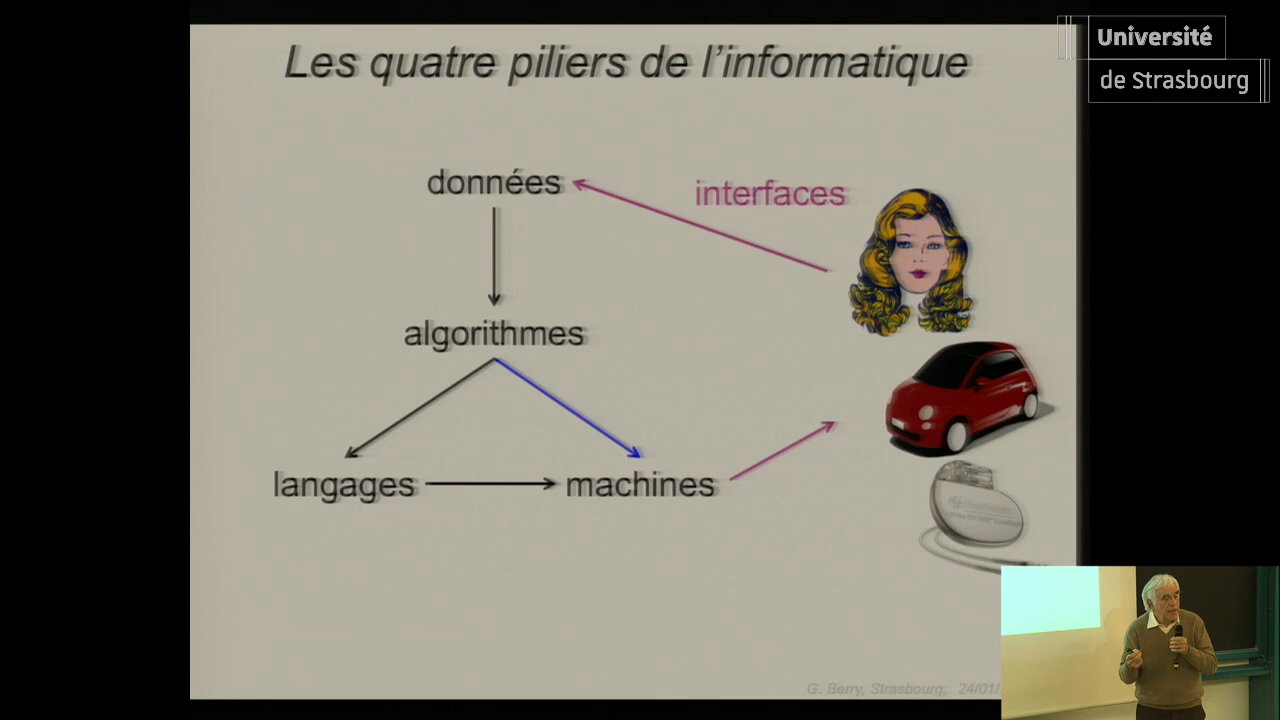 Les quatre piliers de l'informatique
Université
de Strasbourg
données
interfaces
algorithmes
langages
machines
G. Berry, Strasbourg, 24/01/